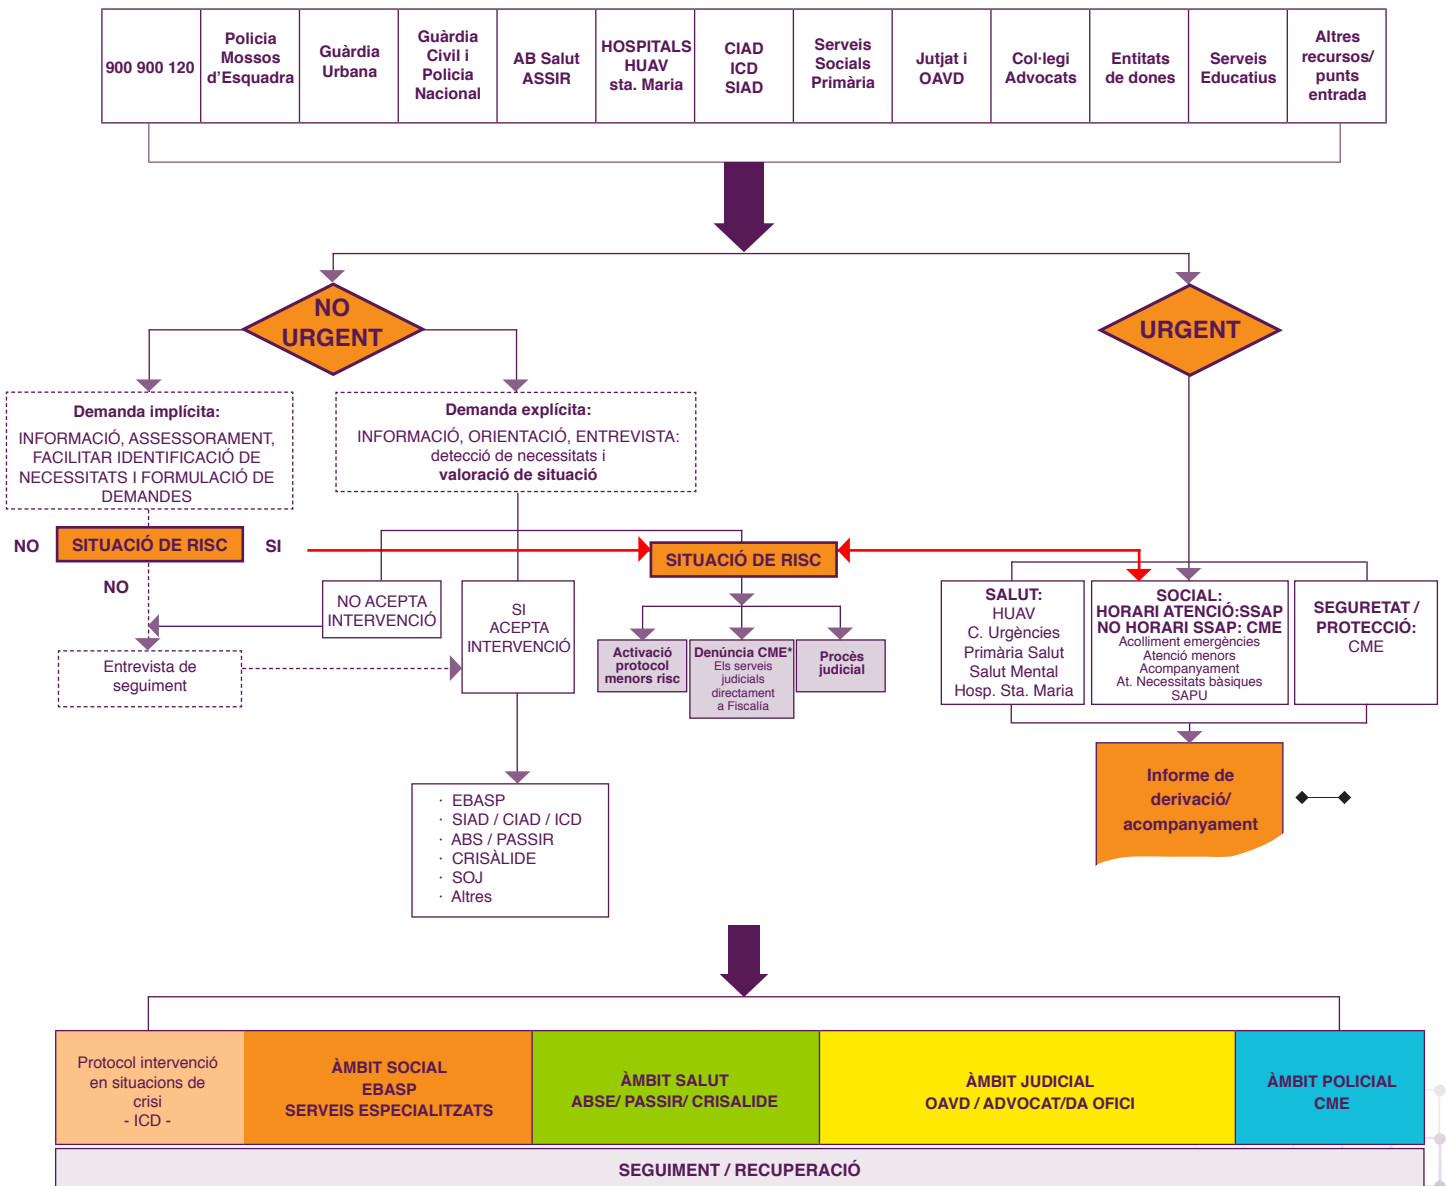 900 900 120
Policia
Mossos
d'Esquadra
Guàrdia
Urbana
Guàrdia
Civil i
Policia
Nacional
AB Salut
ASSIR
HOSPITALS
HUAV
sta. Maria
CIAD
ICD
SIAD
Serveis
Socials
Primària
Jutjat i
OAVD
Col·legi
Advocats
Entitats
de dones
Serveis
Educatius
Altres
recursos/
punts
entrada
NO
URGENT
URGENT
Demanda implícita:
INFORMACIÓ, ASSESSORAMENT,
FACILITAR IDENTIFICACIÓ DE
NECESSITATS I FORMULACIÓ DE
DEMANDES
Demanda explícita:
INFORMACIÓ, ORIENTACIÓ, ENTREVISTA:
detecció de necessitats i
valoració de situació
NO
SITUACIÓ DE RISC
SI
NO
SITUACIÓ DE RISC
NO ACEPTA
INTERVENCIÓ
SI
ACEPTA
INTERVENCIÓ
Entrevista de
seguiment
Activació
protocol
menors risc
Denúncia CME*
Els serveis
judicials
directament
a Fiscalía
Procès
judicial
SALUT:
HUAV
C. Urgències
Primària Salut
Salut Mental
Hosp. Sta. Maria
SOCIAL:
HORARI ATENCIÓ:SSAP
NO HORARI SSAP: CME
Acolliment emergències
Atenció menors
Acompanyament
At. Necessitats bàsiques
SAPU
SEGURETAT /
PROTECCIÓ:
CME
Informe de
derivació/
acompanyament
· EBASP
· SIAD / CIAD / ICD
· ABS / PASSIR
· CRISÀLIDE
· SOJ
· Altres
Protocol intervenció
en situacions de
crisi
- ICD -
ÀMBIT SOCIAL
EBASP
SERVEIS ESPECIALITZATS
ÀMBIT SALUT
ABSE/ PASSIR/ CRISALIDE
ÀMBIT JUDICIAL
OAVD / ADVOCAT/DA OFICI
ÀMBIT POLICIAL
CME
SEGUIMENT / RECUPERACIÓ